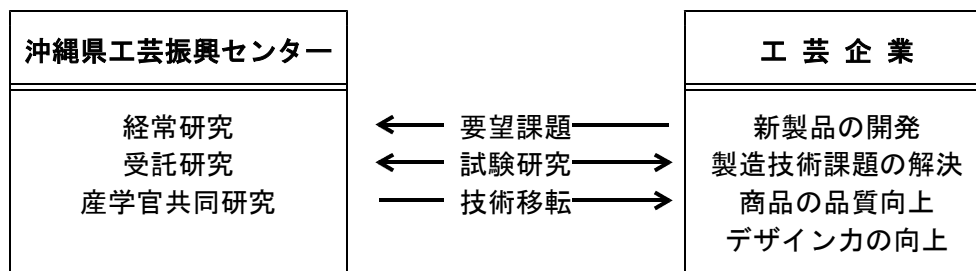 沖縄県工芸振興センター
経常研究
受託研究
産学官共同研究
要望課題
試験研究
技術移転
工芸企業
新製品の開発
製造技術課題の解決
商品の品質向上
デザイン力の向上